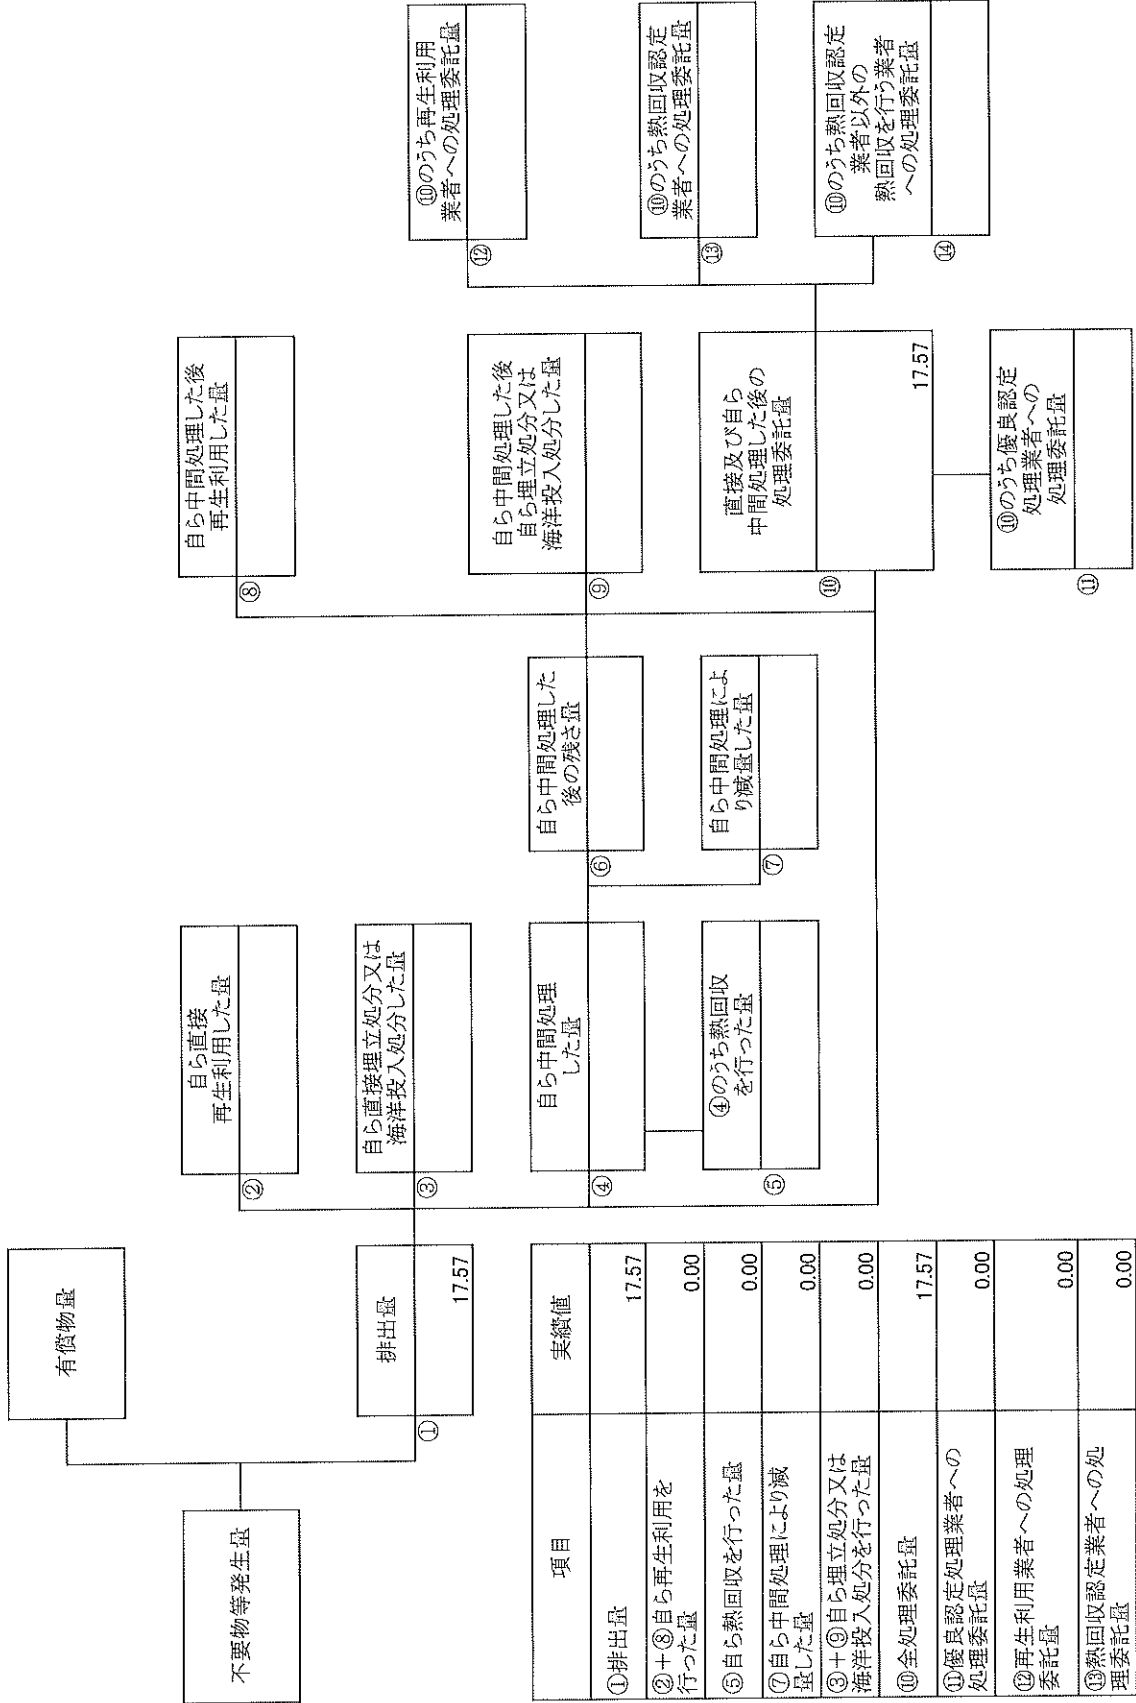 不要物等発生量
有償物量
排出量
①
17.57
自ら直接
再生利用した量
②
自ら直接埋立処分又は
海洋投入処分した量
③
自ら中間処理
した量
④
④のうち熱回収
を行った量
⑤
自ら中間処理した
後の残さ量
⑥
自ら中間処理によ
り減量した量
⑦
自ら中間処理した後
再生利用した量
⑧
自ら中間処理した後
自ら埋立処分又は
海洋投入処分した量
⑨
直接及び自ら
中間処理した後の
処理委託量
⑩
17.57
⑩のうち優良認定
処理業者への
処理委託量
⑪
⑩のうち再生利用
業者への処理委託量
⑫
⑩のうち熱回収認定
業者への処理委託量
⑬
⑩のうち熱回収認定
業者以外の
熱回収を行う業者
への処理委託量
⑭
項目
実績値
①排出量
17.57
②+⑧自ら再生利用を
行った量
0.00
⑤自ら熱回収を行った量
0.00
⑦自ら中間処理により減
量した量
0.00
③+⑨自ら埋立処分又は
海洋投入処分を行った量
0.00
⑩全処理委託量
17.57
⑪優良認定処理業者への
処理委託量
0.00
⑫再生利用業者への処理
委託量
0.00
⑬熱回収認定業者への処
理委託量
0.00